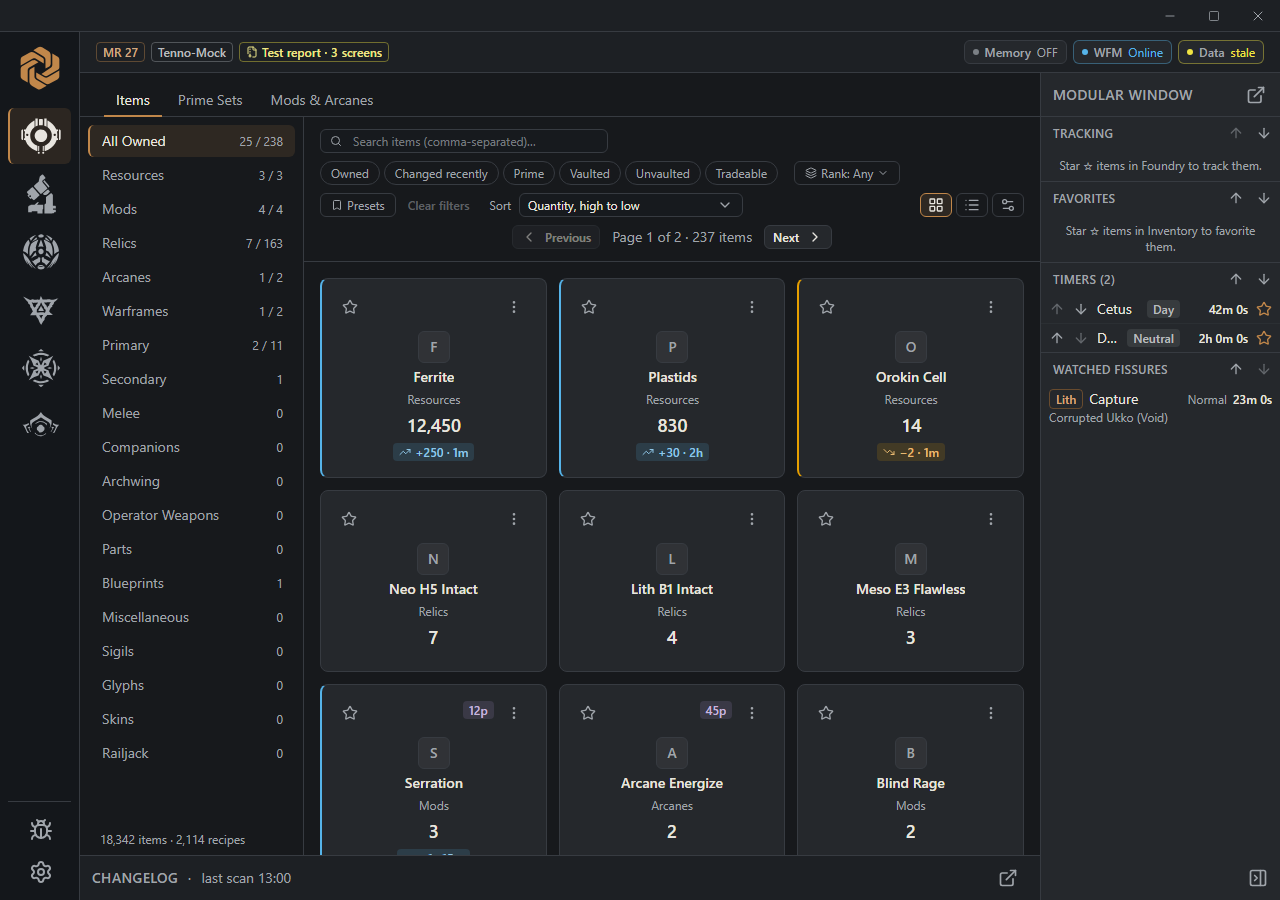 MR 27
Tenno-Mock
Test report · 3 screens
Memory OFF
WFM Online
Data stale
Items
Prime Sets
Mods & Arcanes
All Owned 25 / 238
Resources 3 / 3
Mods 4 / 4
Relics 7 / 163
Arcanes 1 / 2
Warframes 1 / 2
Primary 2 / 11
Secondary 1
Melee 0
Companions 0
Archwing 0
Operator Weapons 0
Parts 0
Blueprints 1
Miscellaneous 0
Sigils 0
Glyphs 0
Skins 0
Railjack 0
18,342 items · 2,114 recipes
Search items (comma-separated)...
Owned
Changed recently
Prime
Vaulted
Unvaulted
Tradeable
Rank: Any
Presets
Clear filters
Sort
Quantity, high to low
Previous
Page 1 of 2 · 237 items
Next
F
Ferrite
Resources
12,450
+250 · 1m
P
Plastids
Resources
830
+30 · 2h
O
Orokin Cell
Resources
14
−2 · 1m
N
Neo H5 Intact
Relics
7
L
Lith B1 Intact
Relics
4
M
Meso E3 Flawless
Relics
3
12p
S
Serration
Mods
3
45p
A
Arcane Energize
Arcanes
2
B
Blind Rage
Mods
2
MODULAR WINDOW
TRACKING
Star ☆ items in Foundry to track them.
FAVORITES
Star ☆ items in Inventory to favorite
them.
TIMERS (2)
Cetus Day 42m 0s
D... Neutral 2h 0m 0s
WATCHED FISSURES
Lith Capture Normal 23m 0s
Corrupted Ukko (Void)
CHANGELOG · last scan 13:00